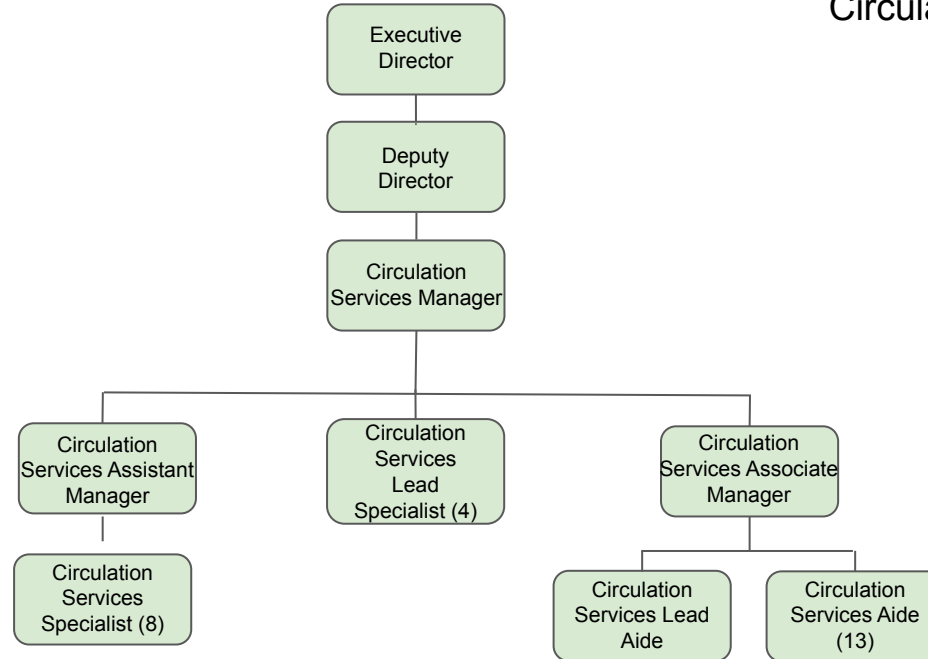 Circula
Executive
Director
Deputy
Director
Circulation
Services Manager
Circulation
Services Assistant
Manager
Circulation
Services
Lead
Specialist (4)
Circulation
Services Associate
Manager
Circulation
Services
Specialist (8)
Circulation
Services Lead
Aide
Circulation
Services Aide
(13)